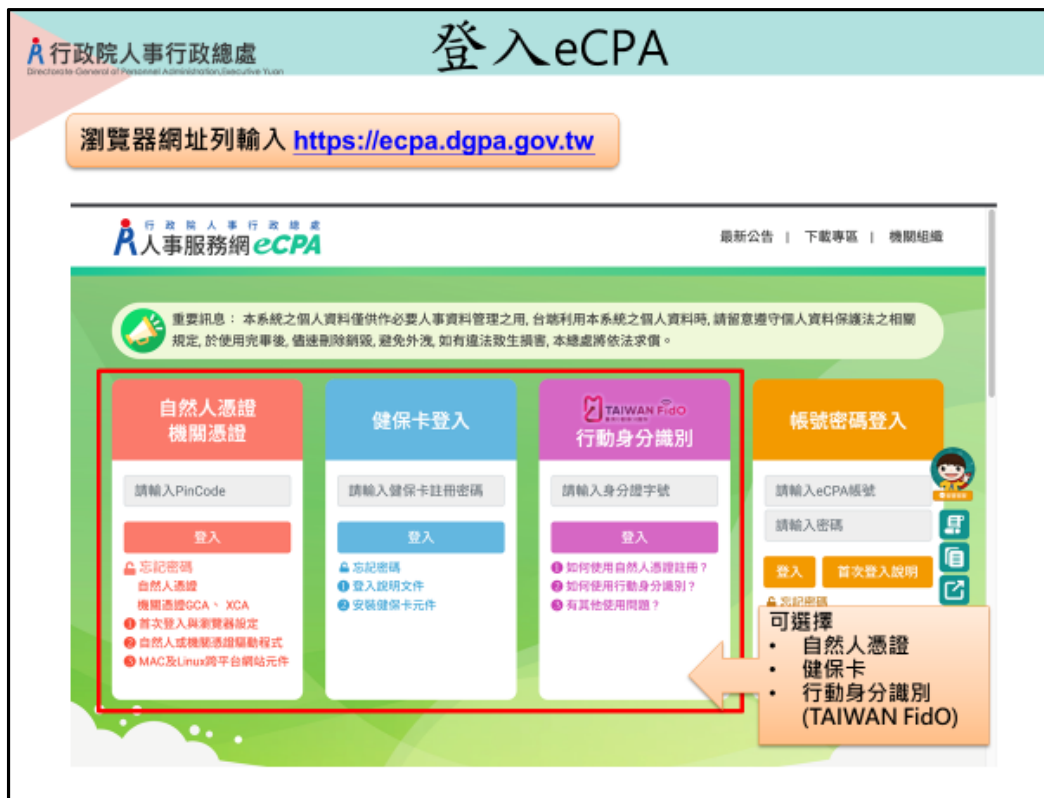 行政院人事行政總處
Directorate General of Personnel Administration,Executive Yuan
登入eCPA
瀏覽器網址列輸入 https://ecpa.dgpa.gov.tw
行政院人事行政總處
人事服務網eCPA
最新公告 | 下載專區 | 機關組織
重要訊息： 本系統之個人資料僅供作必要人事資料管理之用, 台端利用本系統之個人資料時, 請留意遵守個人資料保護法之相關
規定, 於使用完畢後, 儘速刪除銷毀, 避免外洩, 如有違法致生損害, 本總處將依法求償。
自然人憑證
機關憑證
請輸入PinCode
登入
忘記密碼
自然人憑證
機關憑證GCA、 XCA
❶ 首次登入與瀏覽器設定
❷ 自然人或機關憑證驅動程式
❸ MAC及Linux跨平台網站元件
健保卡登入
請輸入健保卡註冊密碼
登入
忘記密碼
❶ 登入說明文件
❷ 安裝健保卡元件
TAIWAN FidO
行動身分識別
請輸入身分證字號
登入
❶ 如何使用自然人憑證註冊？
❷ 如何使用行動身分識別？
❸ 有其他使用問題？
帳號密碼登入
請輸入eCPA帳號
請輸入密碼
登入 首次登入說明
忘記密碼
可選擇
• 自然人憑證
• 健保卡
• 行動身分識別
(TAIWAN FidO)